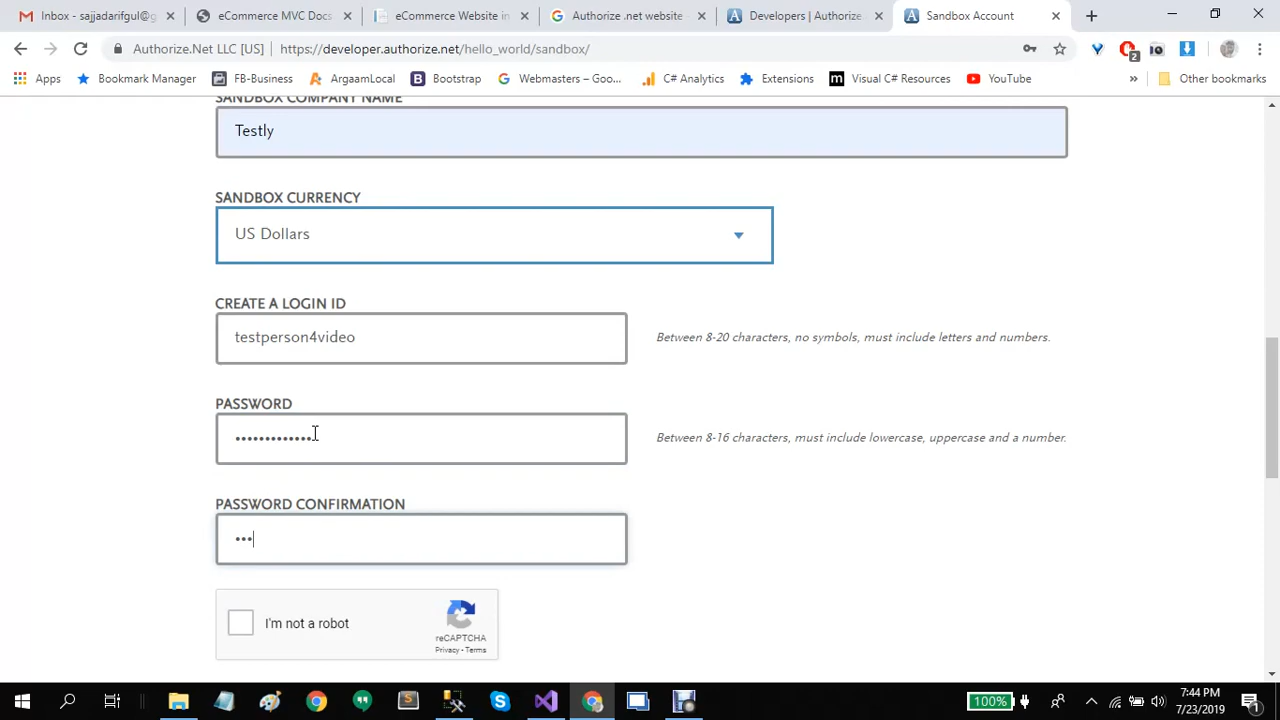 Inbox - sajjadarifgul@g
eCommerce MVC Docs
eCommerce Website in
Authorize .net website -
Developers | Authorize
Sandbox Account
Authorize.Net LLC [US]
https://developer.authorize.net/hello_world/sandbox/
2
Apps
Bookmark Manager
FB-Business
ArgaamLocal
Bootstrap
Webmasters – Goo...
C# Analytics
Extensions
Visual C# Resources
YouTube
»
Other bookmarks
SANDBOX COMPANY NAME
Testly
SANDBOX CURRENCY
US Dollars
CREATE A LOGIN ID
testperson4video
Between 8-20 characters, no symbols, must include letters and numbers.
PASSWORD
•••••••••••••
Between 8-16 characters, must include lowercase, uppercase and a number.
PASSWORD CONFIRMATION
•••
I'm not a robot
reCAPTCHA
Privacy • Terms
100%
7:44 PM
7/23/2019
1